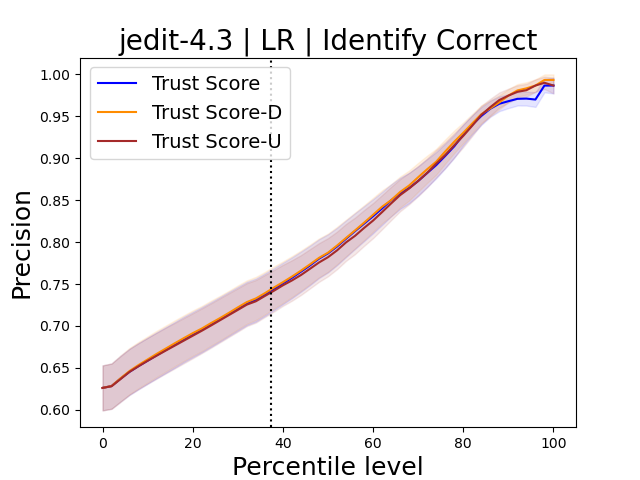 jedit-4.3 | LR | Identify Correct
Trust Score
Trust Score-D
Trust Score-U
Precision
1.00
0.95
0.90
0.85
0.80
0.75
0.70
0.65
0.60
0 20 40 60 80 100
Percentile level